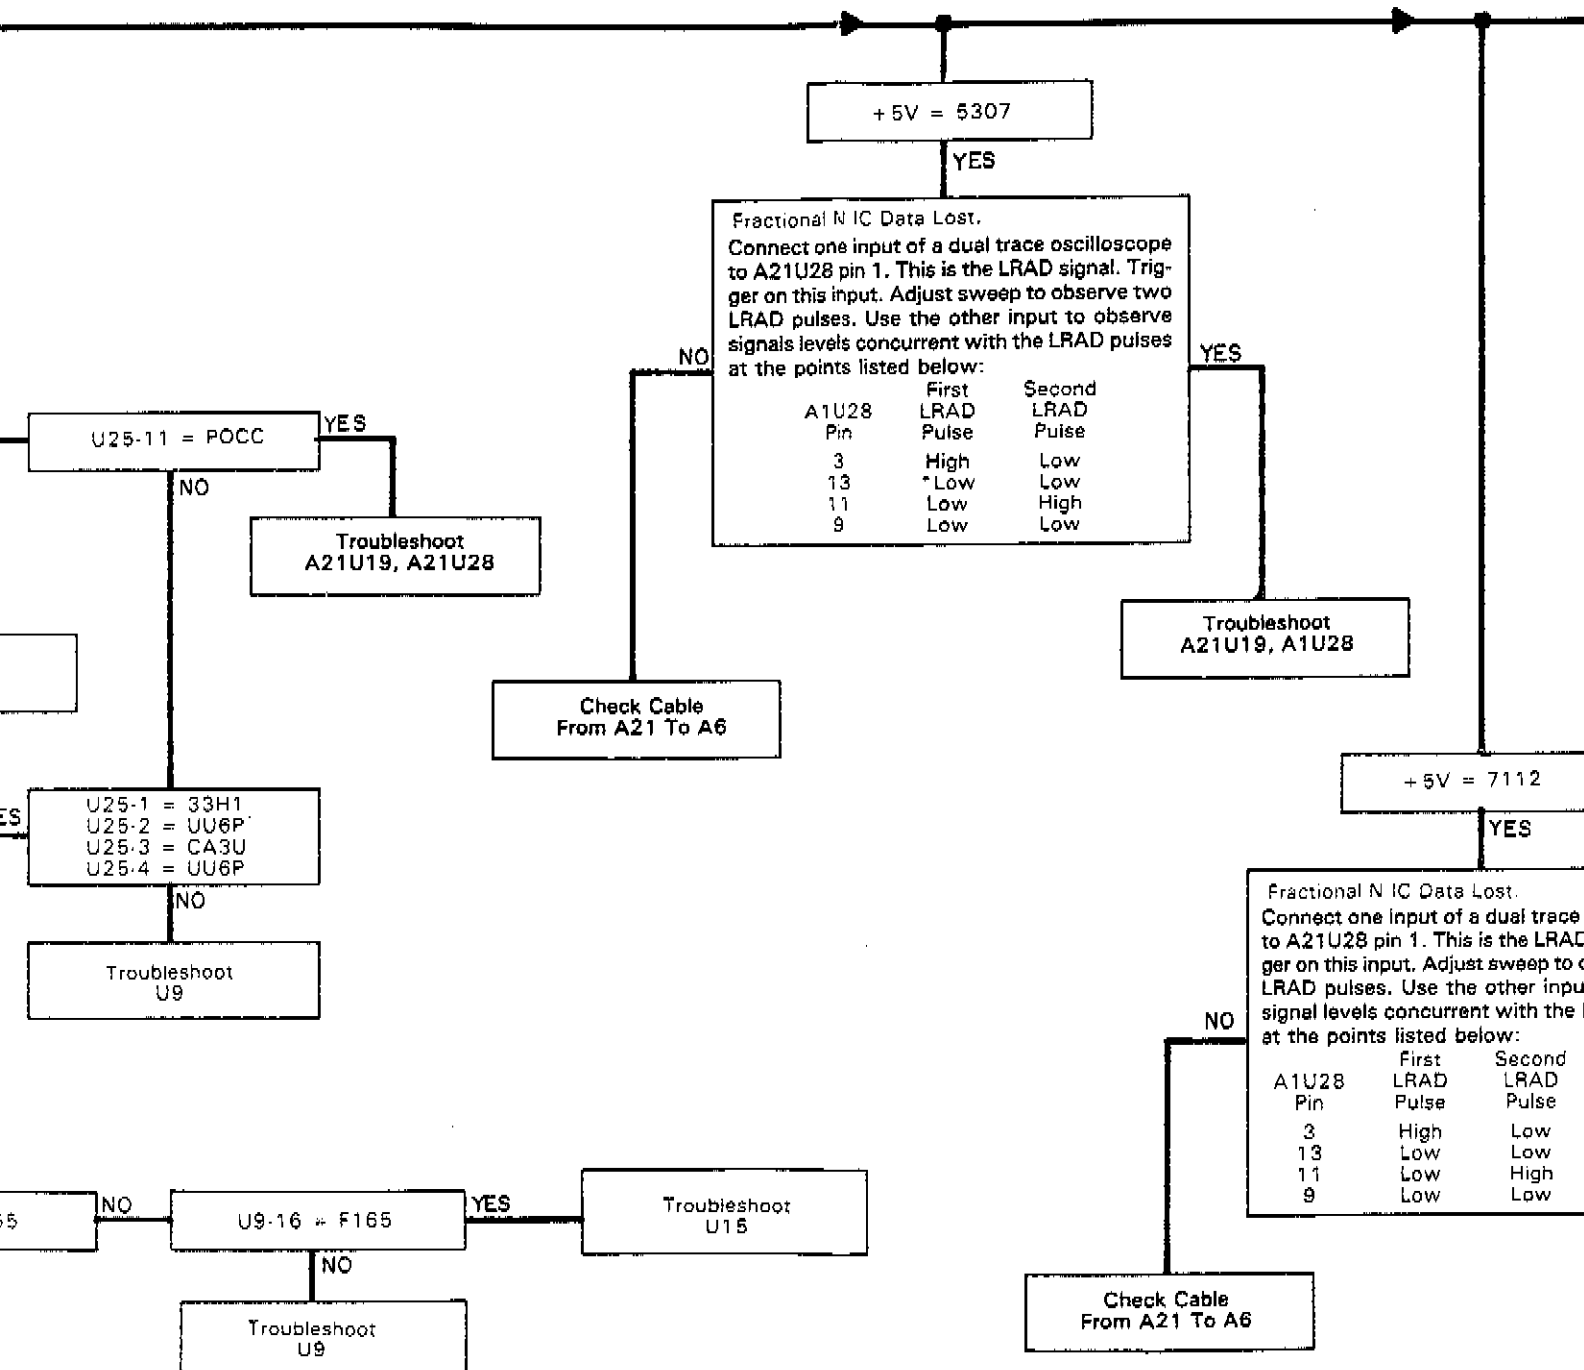 +5V = 5307
YES
Fractional N IC Data Lost.
Connect one input of a dual trace oscilloscope
to A21U28 pin 1. This is the LRAD signal. Trig-
ger on this input. Adjust sweep to observe two
LRAD pulses. Use the other input to observe
signals levels concurrent with the LRAD pulses
at the points listed below:
First Second
A1U28 LRAD LRAD
Pin Pulse Pulse
3 High Low
13 *Low Low
11 Low High
9 Low Low
NO
YES
U25-11 = POCC
YES
NO
Troubleshoot
A21U19, A21U28
Troubleshoot
A21U19, A1U28
Check Cable
From A21 To A6
+5V = 7112
YES
ES
U25-1 = 33H1
U25-2 = UU6P
U25-3 = CA3U
U25-4 = UU6P
NO
Troubleshoot
U9
Fractional N IC Data Lost.
Connect one input of a dual trace
to A21U28 pin 1. This is the LRAD
ger on this input. Adjust sweep to
LRAD pulses. Use the other inpu
signal levels concurrent with the
at the points listed below:
First Second
A1U28 LRAD LRAD
Pin Pulse Pulse
3 High Low
13 Low Low
11 Low High
9 Low Low
NO
55
NO
U9-16 = F165
YES
Troubleshoot
U15
NO
Troubleshoot
U9
Check Cable
From A21 To A6